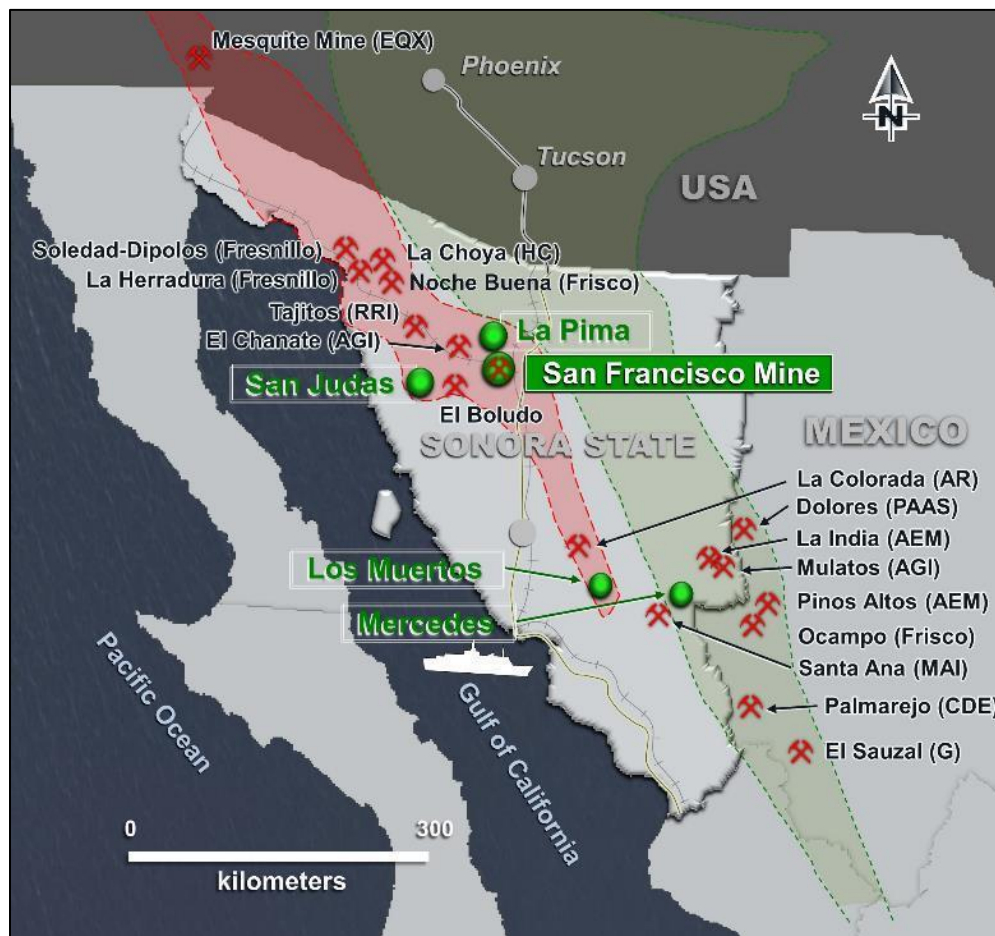 Mesquite Mine (EQX)
Phoenix
N
Tucson
USA
Soledad-Dipolos (Fresnillo)
La Choya (HC)
La Herradura (Fresnillo)
Noche Buena (Frisco)
Tajitos (RRI)
La Pima
El Chanate (AGI)
San Judas
San Francisco Mine
El Boludo
SONORA STATE
MEXICO
La Colorada (AR)
Dolores (PAAS)
La India (AEM)
Los Muertos
Mulatos (AGI)
Mercedes
Pinos Altos (AEM)
Ocampo (Frisco)
Santa Ana (MAI)
Pacific Ocean
Gulf of California
Palmarejo (CDE)
El Sauzal (G)
0 300
kilometers